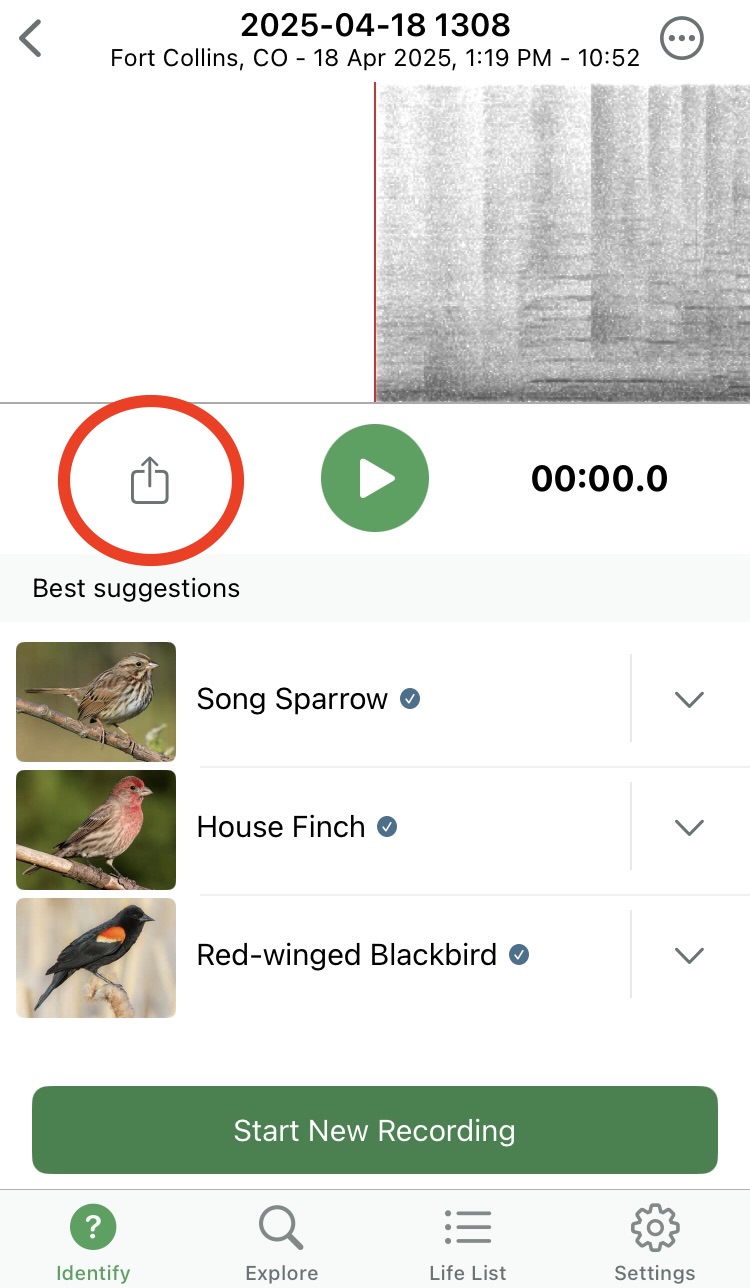 2025-04-18 1308
Fort Collins, CO - 18 Apr 2025, 1:19 PM - 10:52
00:00.0
Best suggestions
Song Sparrow
House Finch
Red-winged Blackbird
Start New Recording
?
Identify
Explore
Life List
Settings